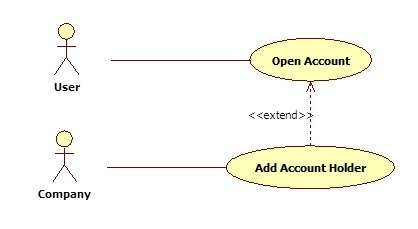 Open Account
User
<<extend>>
Add Account Holder
Company